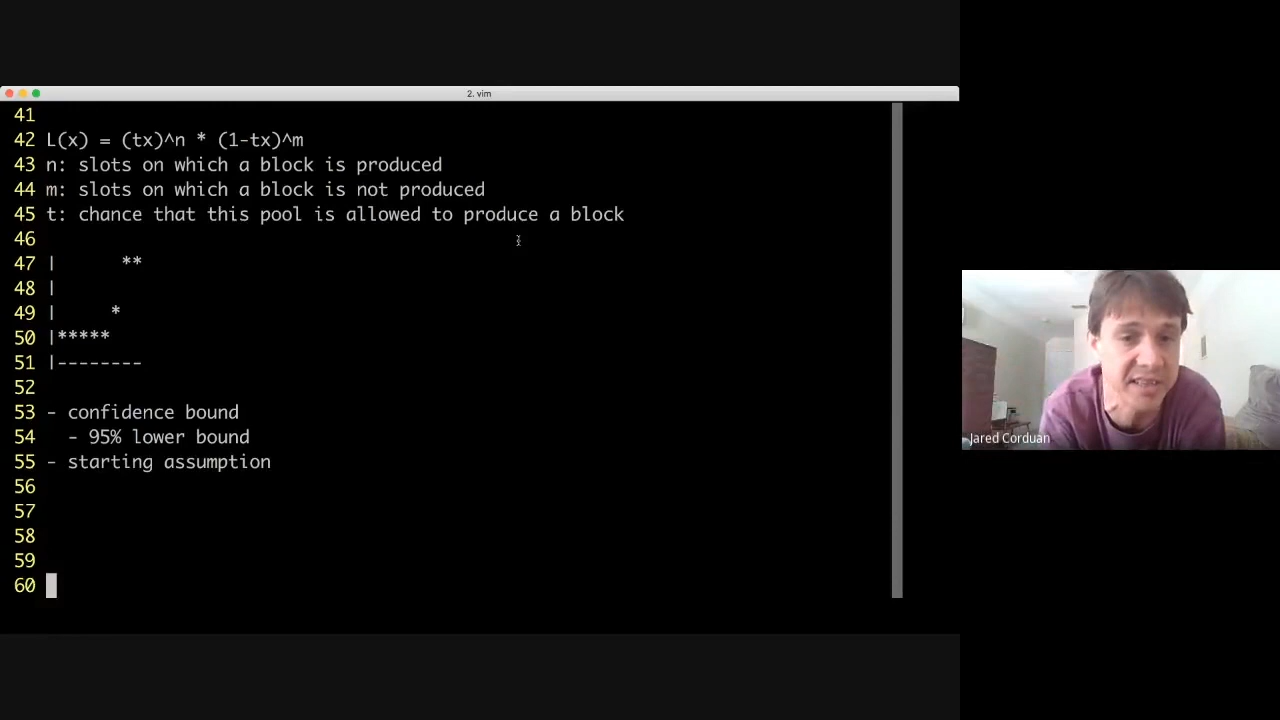 2. vim
41
42 L(x) = (tx)^n * (1-tx)^m
43 n: slots on which a block is produced
44 m: slots on which a block is not produced
45 t: chance that this pool is allowed to produce a block
46
47 |      **
48 |
49 |     *
50 |*****
51 |--------
52
53 - confidence bound
54   - 95% lower bound
55 - starting assumption
56
57
58
59
60
Jared Corduan